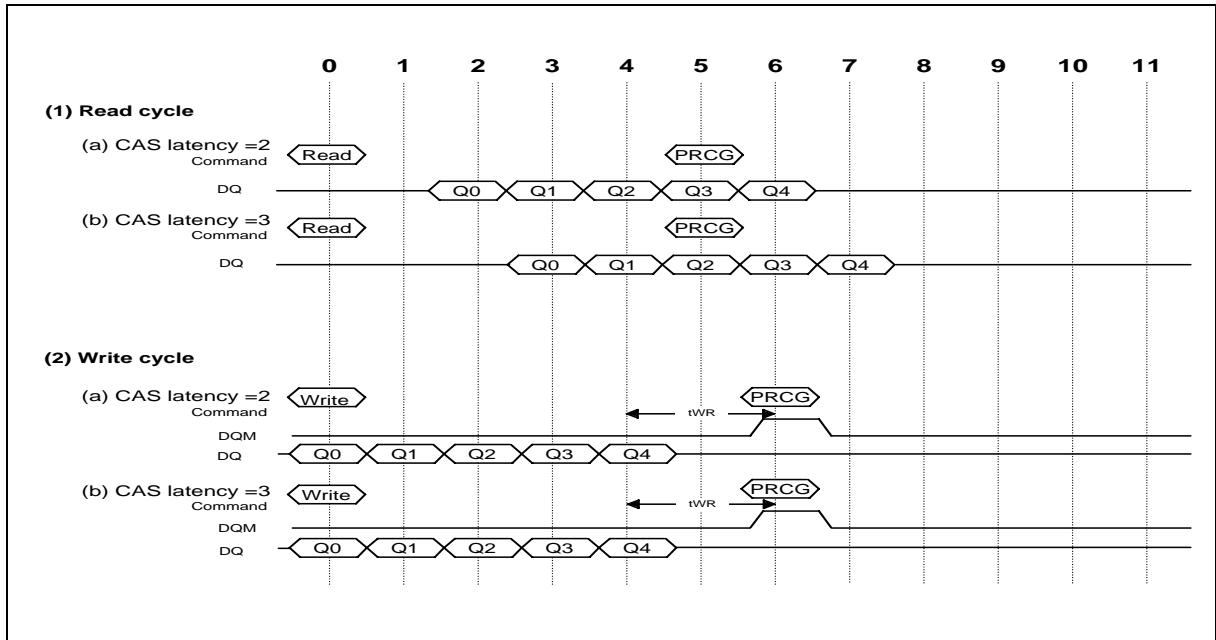 0 1 2 3 4 5 6 7 8 9 10 11
(1) Read cycle
(a) CAS latency =2
Command Read PRCG
DQ Q0 Q1 Q2 Q3 Q4
(b) CAS latency =3
Command Read PRCG
DQ Q0 Q1 Q2 Q3 Q4
(2) Write cycle
(a) CAS latency =2 Write PRCG
Command tWR
DQM
DQ Q0 Q1 Q2 Q3 Q4
(b) CAS latency =3 Write PRCG
Command tWR
DQM
DQ Q0 Q1 Q2 Q3 Q4